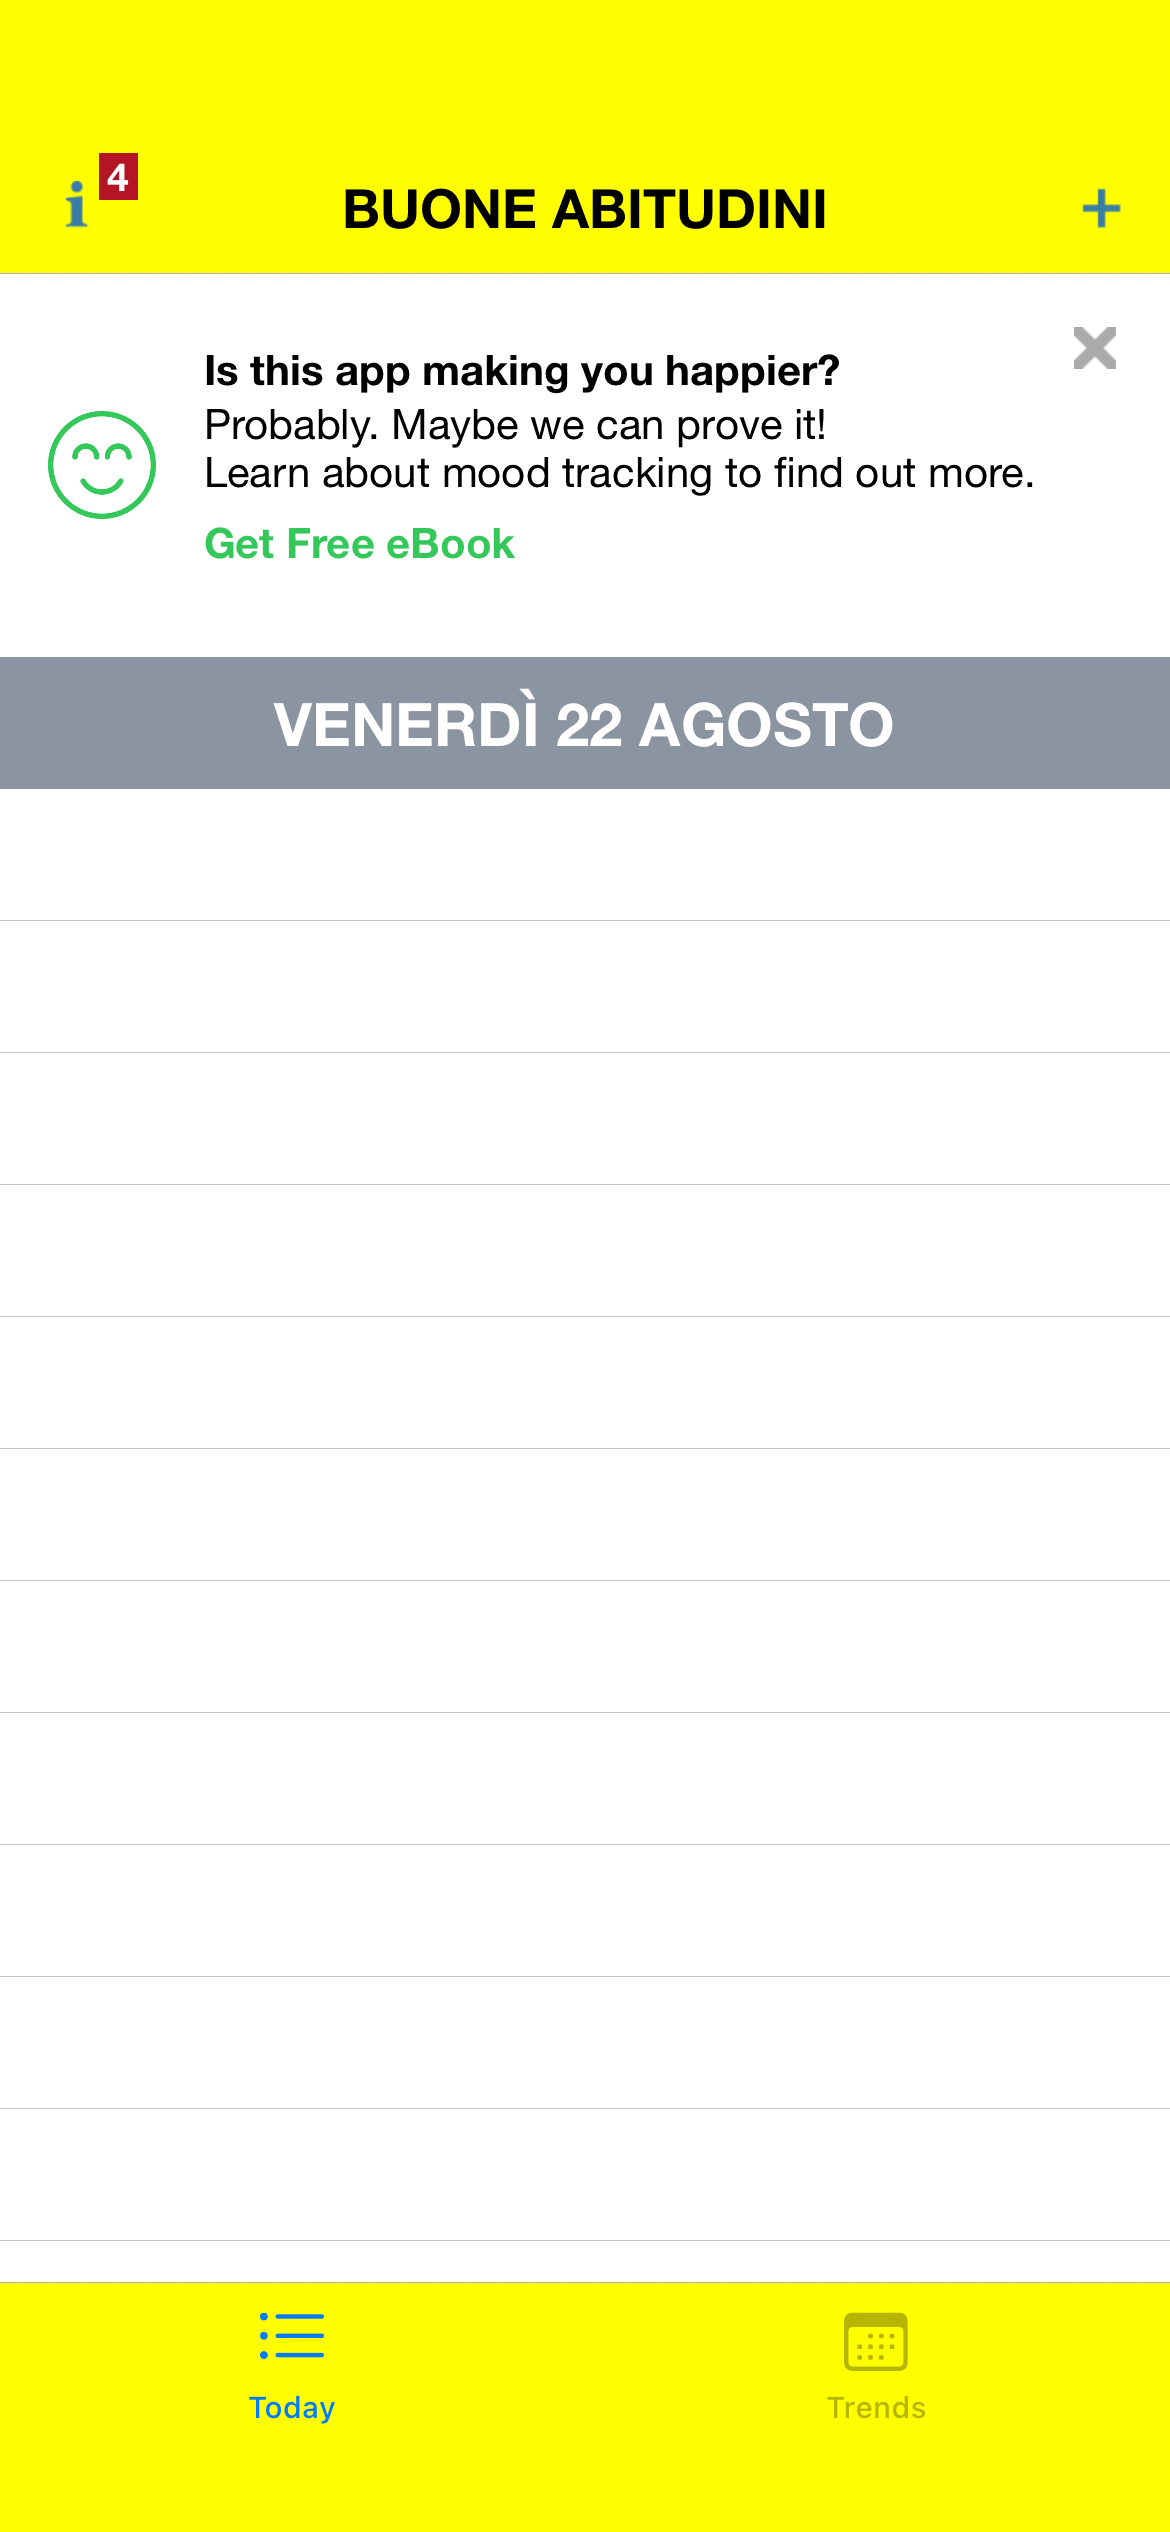 4
BUONE ABITUDINI
Is this app making you happier?
Probably. Maybe we can prove it!
Learn about mood tracking to find out more.
Get Free eBook
VENERDÌ 22 AGOSTO
Today
Trends